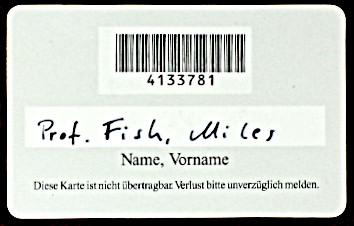 4133781
Prof. Fish, Miles
Name, Vorname
Diese Karte ist nicht übertragbar. Verlust bitte unverzüglich melden.